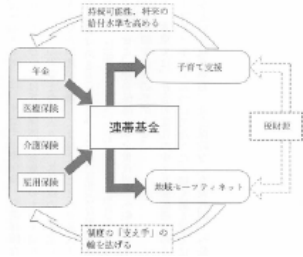 持続可能性、将来の
給付水準を高める
年金
医療保険
介護保険
雇用保険
連帯基金
子育て支援
税財源
地域セーフティネット
制度の「支え手」の
輪を広げる